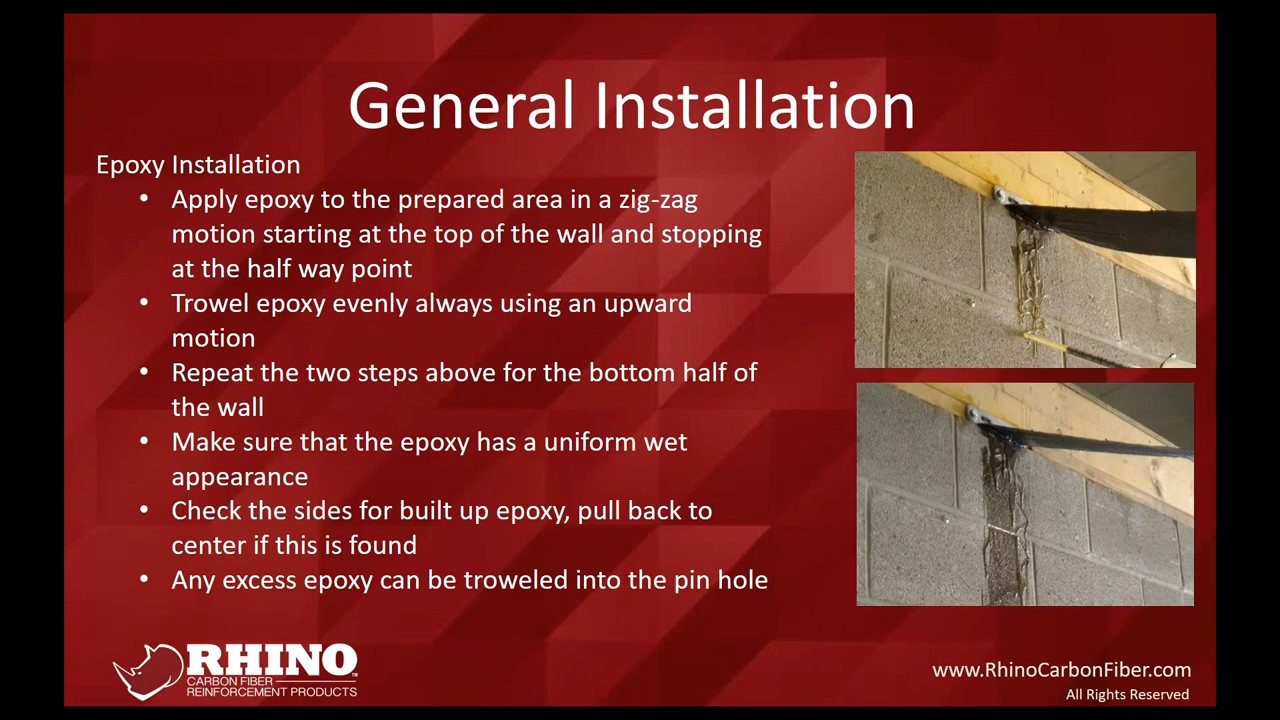 General Installation
Epoxy Installation
• Apply epoxy to the prepared area in a zig-zag
motion starting at the top of the wall and stopping
at the half way point
• Trowel epoxy evenly always using an upward
motion
• Repeat the two steps above for the bottom half of
the wall
• Make sure that the epoxy has a uniform wet
appearance
• Check the sides for built up epoxy, pull back to
center if this is found
• Any excess epoxy can be troweled into the pin hole
RHINO™
CARBON FIBER
REINFORCEMENT PRODUCTS
www.RhinoCarbonFiber.com
All Rights Reserved